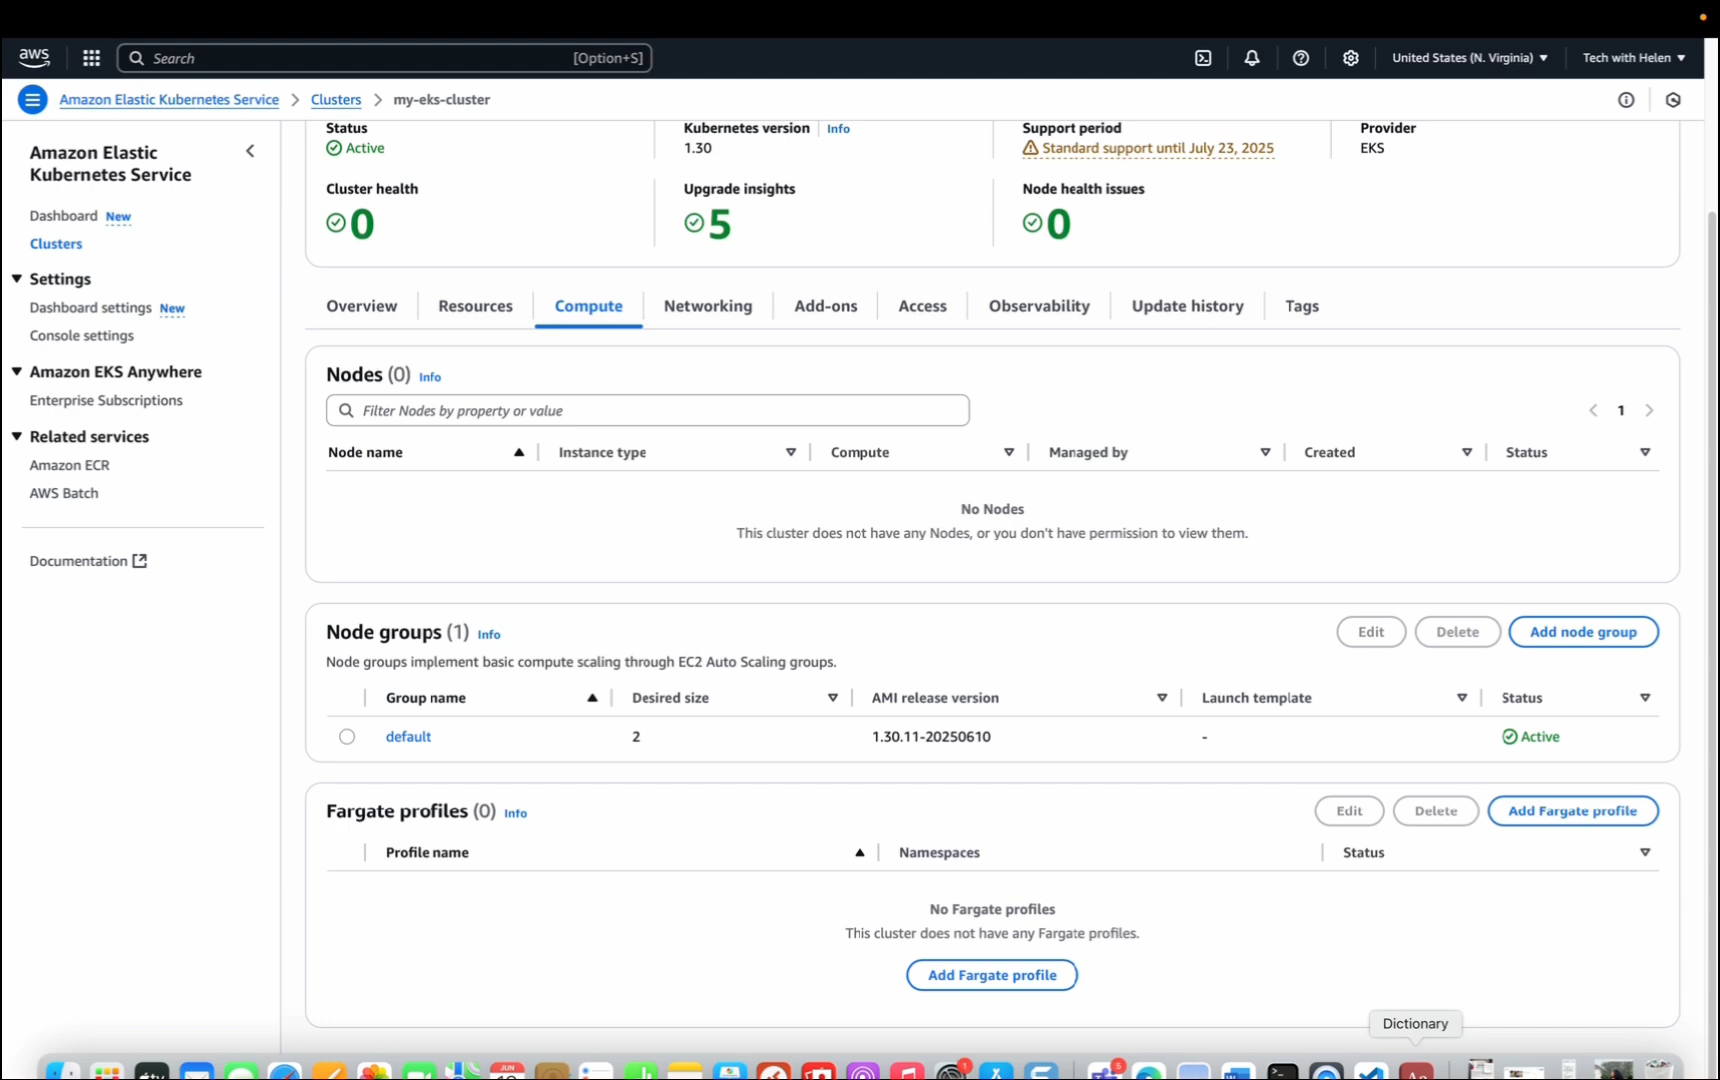 aws
Search [Option+S]
United States (N. Virginia) Tech with Helen
Amazon Elastic Kubernetes Service Clusters my-eks-cluster
Amazon Elastic
Kubernetes Service
Dashboard New
Clusters
Settings
Dashboard settings New
Console settings
Amazon EKS Anywhere
Enterprise Subscriptions
Related services
Amazon ECR
AWS Batch
Documentation
Status Kubernetes version Info Support period Provider
Active 1.30 Standard support until July 23, 2025 EKS
Cluster health Upgrade insights Node health issues
0 5 0
Overview Resources Compute Networking Add-ons Access Observability Update history Tags
Nodes (0) Info
Filter Nodes by property or value
1
Node name Instance type Compute Managed by Created Status
No Nodes
This cluster does not have any Nodes, or you don't have permission to view them.
Node groups (1) Info
Edit Delete Add node group
Node groups implement basic compute scaling through EC2 Auto Scaling groups.
Group name Desired size AMI release version Launch template Status
default 2 1.30.11-20250610 - Active
Fargate profiles (0) Info
Edit Delete Add Fargate profile
Profile name Namespaces Status
No Fargate profiles
This cluster does not have any Fargate profiles.
Add Fargate profile
Dictionary
JUN
1
5